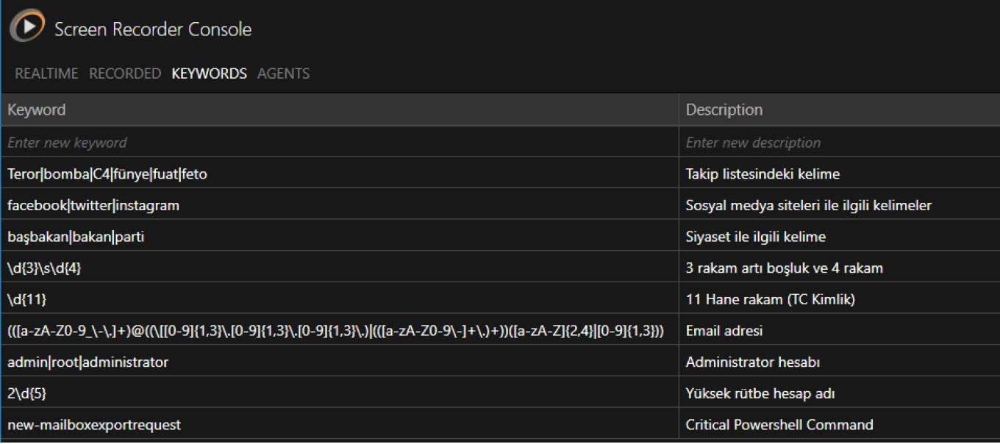 Screen Recorder Console
REALTIME RECORDED KEYWORDS AGENTS
Keyword Description
Enter new keyword Enter new description
Teror|bomba|C4|fünye|fuat|feto Takip listesindeki kelime
facebook|twitter|instagram Sosyal medya siteleri ile ilgili kelimeler
başbakan|bakan|parti Siyaset ile ilgili kelime
\d{3}\s\d{4} 3 rakam artı boşluk ve 4 rakam
\d{11} 11 Hane rakam (TC Kimlik)
(([a-zA-Z0-9_\-\.]+)@((\[[0-9]{1,3}\.[0-9]{1,3}\.[0-9]{1,3}\.)|(([a-zA-Z0-9\-]+\.)+))([a-zA-Z]{2,4}|[0-9]{1,3})) Email adresi
admin|root|administrator Administrator hesabı
2\d{5} Yüksek rütbe hesap adı
new-mailboxexportrequest Critical Powershell Command